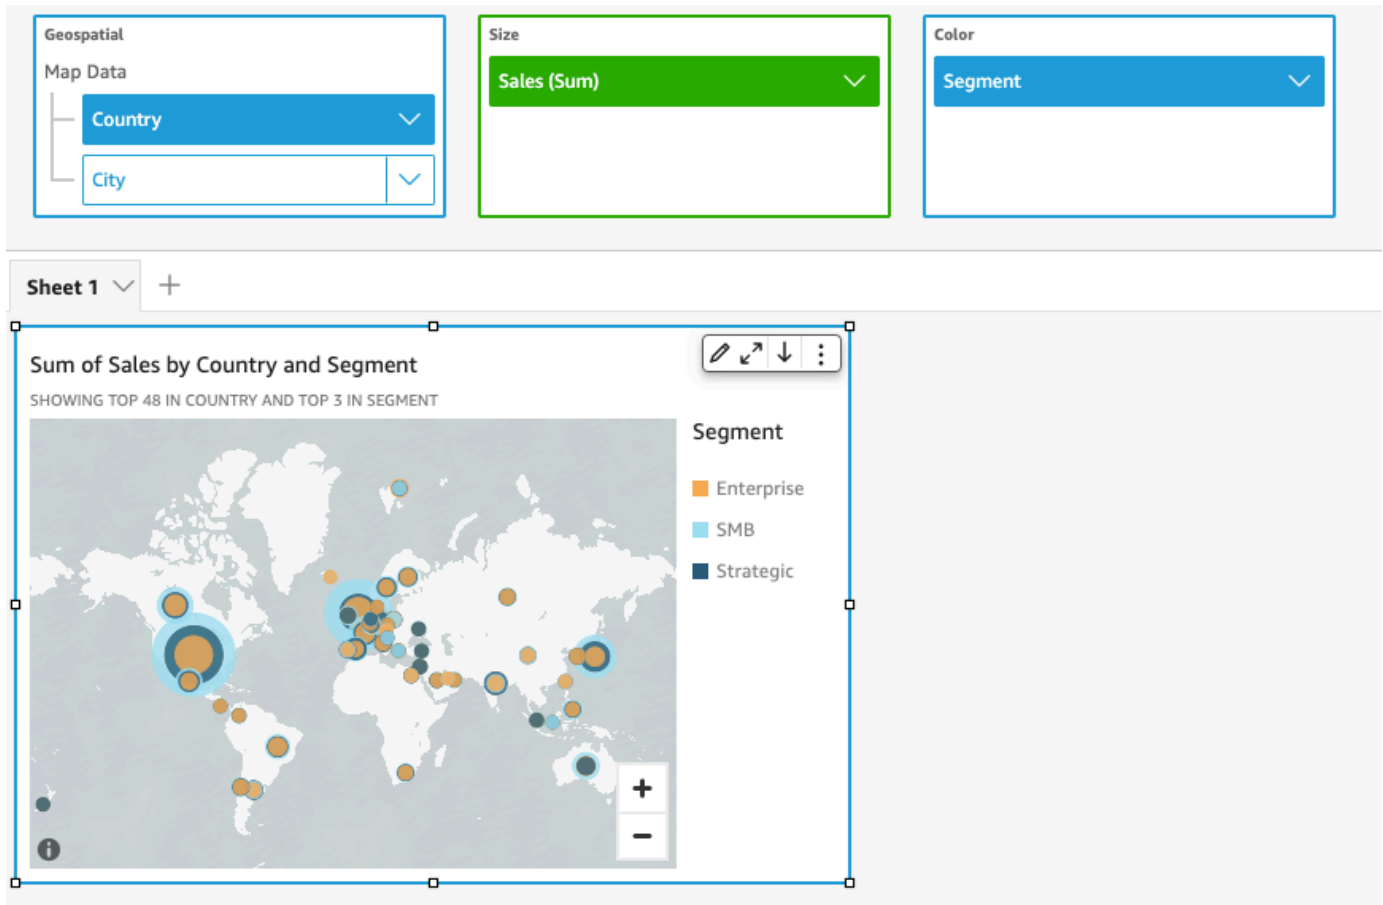 Geospatial
Map Data
Country
City
Size
Sales (Sum)
Color
Segment
Sheet 1
Sum of Sales by Country and Segment
SHOWING TOP 48 IN COUNTRY AND TOP 3 IN SEGMENT
Segment
Enterprise
SMB
Strategic